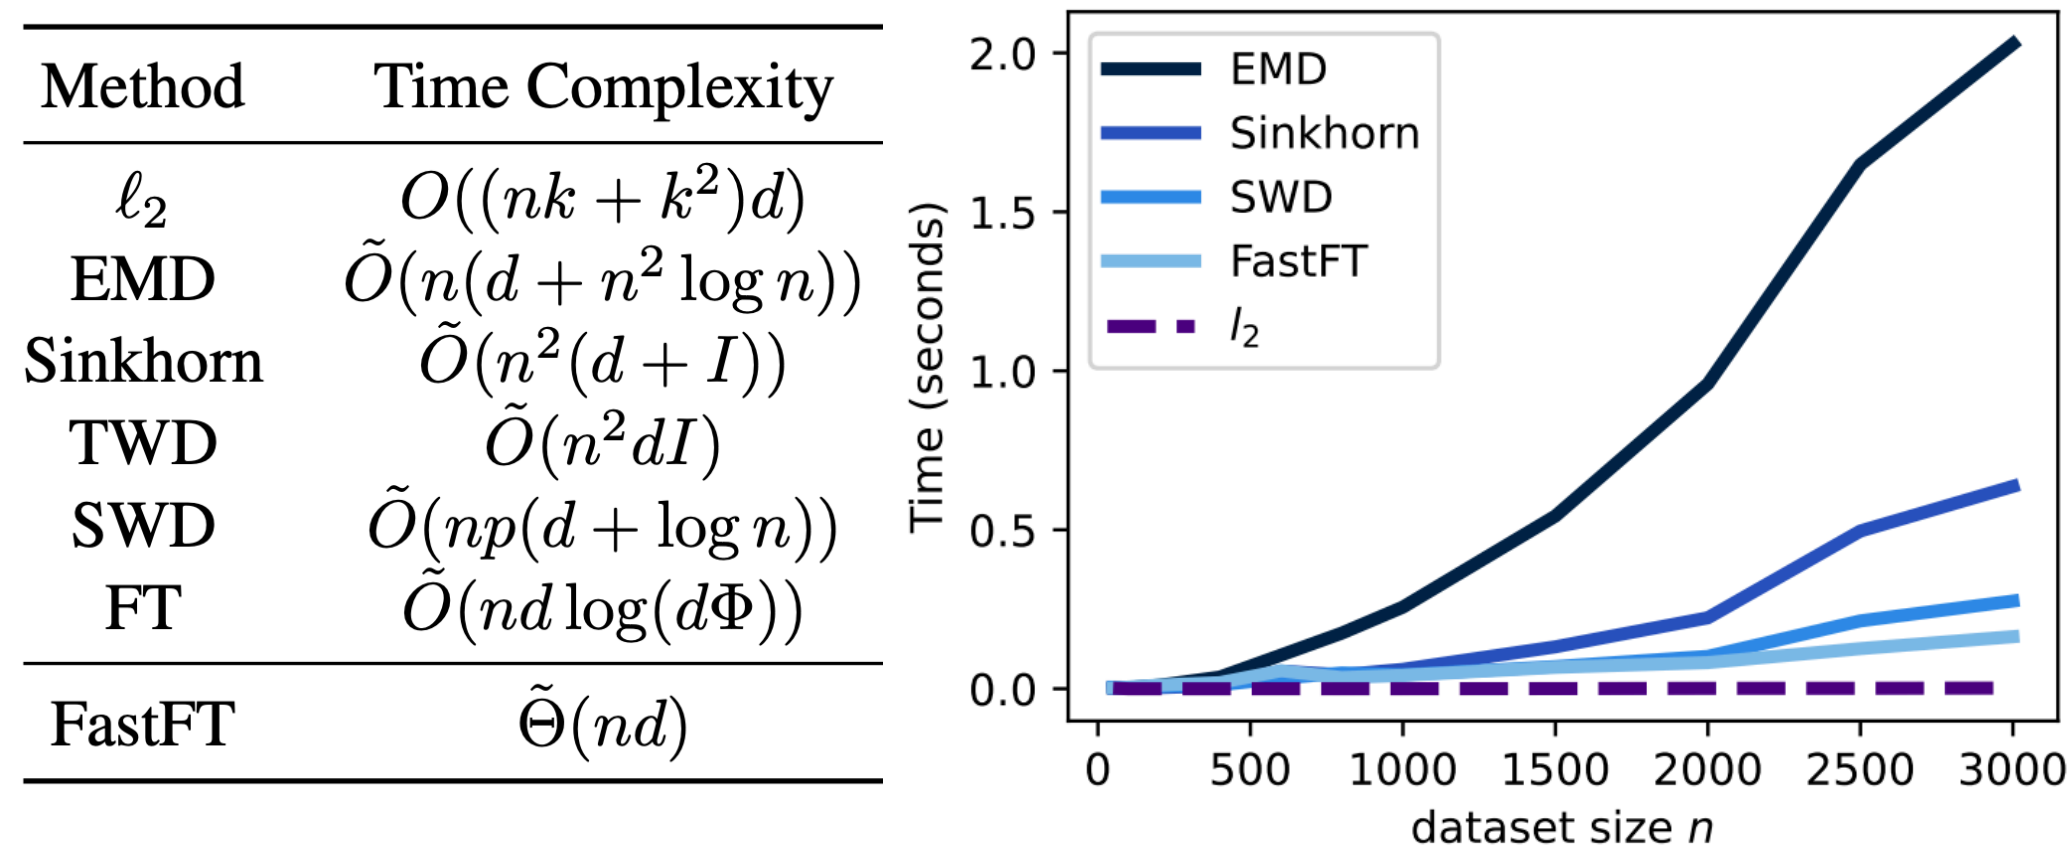 Method Time Complexity
ℓ₂ O((nk + k²)d)
EMD Õ(n(d + n² log n))
Sinkhorn Õ(n²(d + I))
TWD Õ(n²dI)
SWD Õ(np(d + log n))
FT Õ(nd log(dΦ))
FastFT Θ̃(nd)
EMD
Sinkhorn
SWD
FastFT
l₂
Time (seconds)
2.0
1.5
1.0
0.5
0.0
0 500 1000 1500 2000 2500 3000
dataset size n